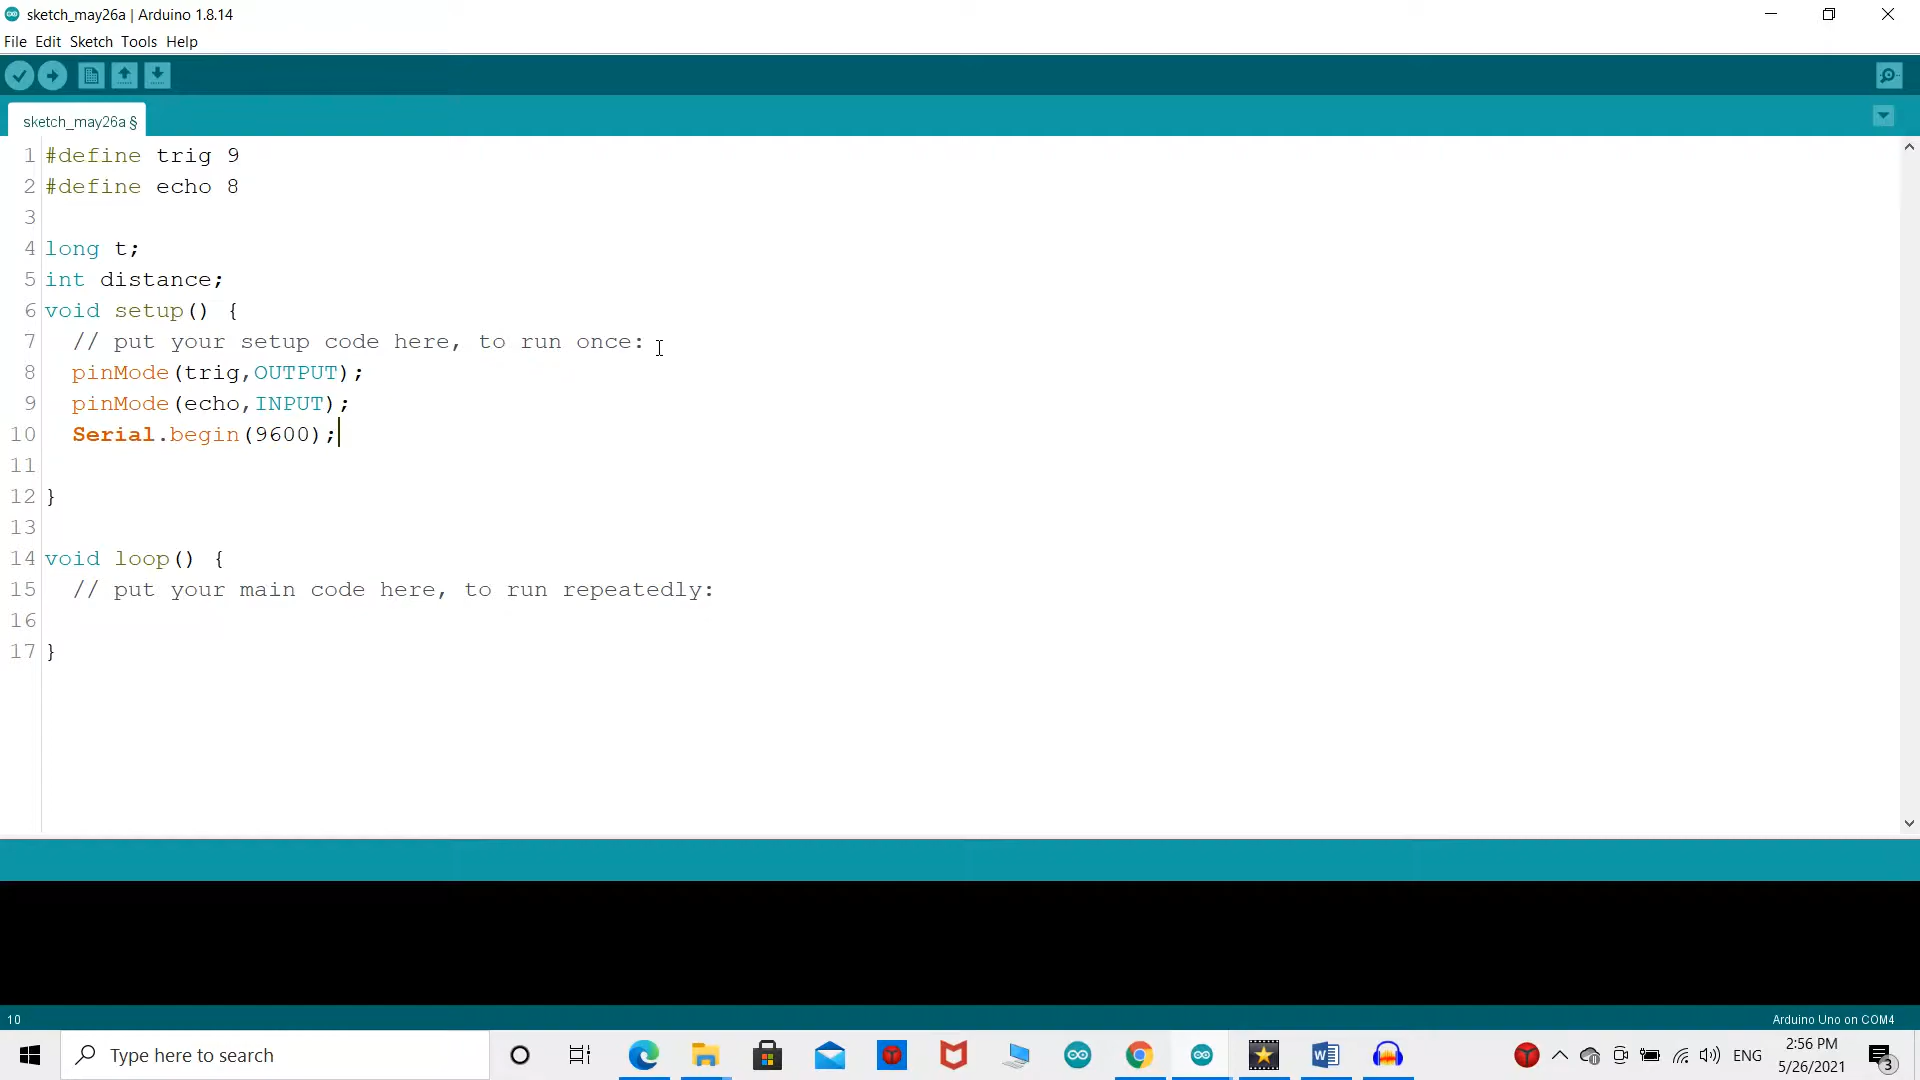 sketch_may26a | Arduino 1.8.14
File Edit Sketch Tools Help
sketch_may26a §
1 #define trig 9
2 #define echo 8
3
4 long t;
5 int distance;
6 void setup() {
7 // put your setup code here, to run once:
8 pinMode(trig,OUTPUT);
9 pinMode(echo,INPUT);
10 Serial.begin(9600);
11
12 }
13
14 void loop() {
15 // put your main code here, to run repeatedly:
16
17 }
10
Arduino Uno on COM4
Type here to search
ENG
2:56 PM
5/26/2021
3